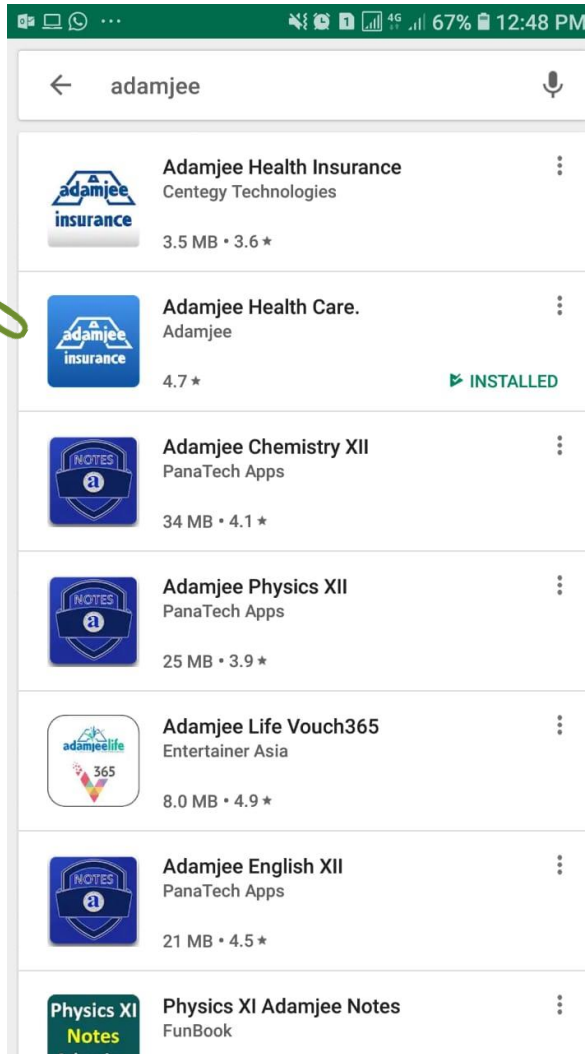 1 4G 67% 12:48 PM
adamjee
adamjee
insurance
Adamjee Health Insurance
Centegy Technologies
3.5 MB • 3.6 ★
adamjee
insurance
Adamjee Health Care.
Adamjee
4.7 ★
INSTALLED
NOTES
a
Adamjee Chemistry XII
PanaTech Apps
34 MB • 4.1 ★
NOTES
a
Adamjee Physics XII
PanaTech Apps
25 MB • 3.9 ★
adamjeelife
365
Adamjee Life Vouch365
Entertainer Asia
8.0 MB • 4.9 ★
NOTES
a
Adamjee English XII
PanaTech Apps
21 MB • 4.5 ★
Physics XI
Notes
Physics XI Adamjee Notes
FunBook